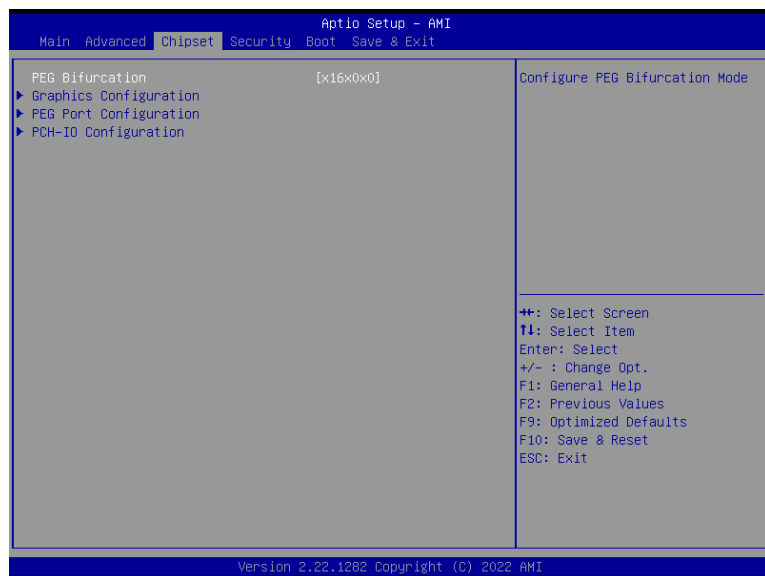 Aptio Setup – AMI
Main Advanced Chipset Security Boot Save & Exit
PEG Bifurcation [x16x0x0]
Graphics Configuration
PEG Port Configuration
PCH-IO Configuration
Configure PEG Bifurcation Mode
→←: Select Screen
↑↓: Select Item
Enter: Select
+/- : Change Opt.
F1: General Help
F2: Previous Values
F9: Optimized Defaults
F10: Save & Reset
ESC: Exit
Version 2.22.1282 Copyright (C) 2022 AMI